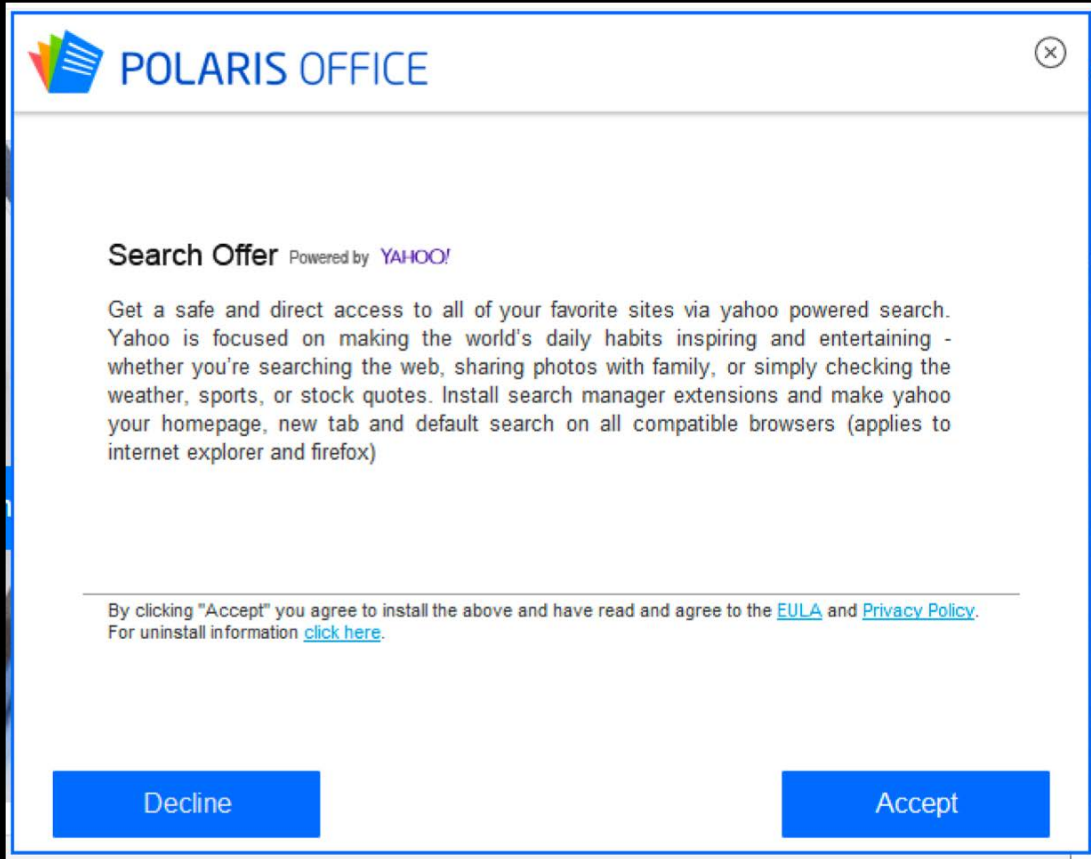 POLARIS OFFICE
Search Offer Powered by YAHOO!
Get a safe and direct access to all of your favorite sites via yahoo powered search.
Yahoo is focused on making the world's daily habits inspiring and entertaining -
whether you're searching the web, sharing photos with family, or simply checking the
weather, sports, or stock quotes. Install search manager extensions and make yahoo
your homepage, new tab and default search on all compatible browsers (applies to
internet explorer and firefox)
By clicking "Accept" you agree to install the above and have read and agree to the EULA and Privacy Policy.
For uninstall information click here.
Decline
Accept